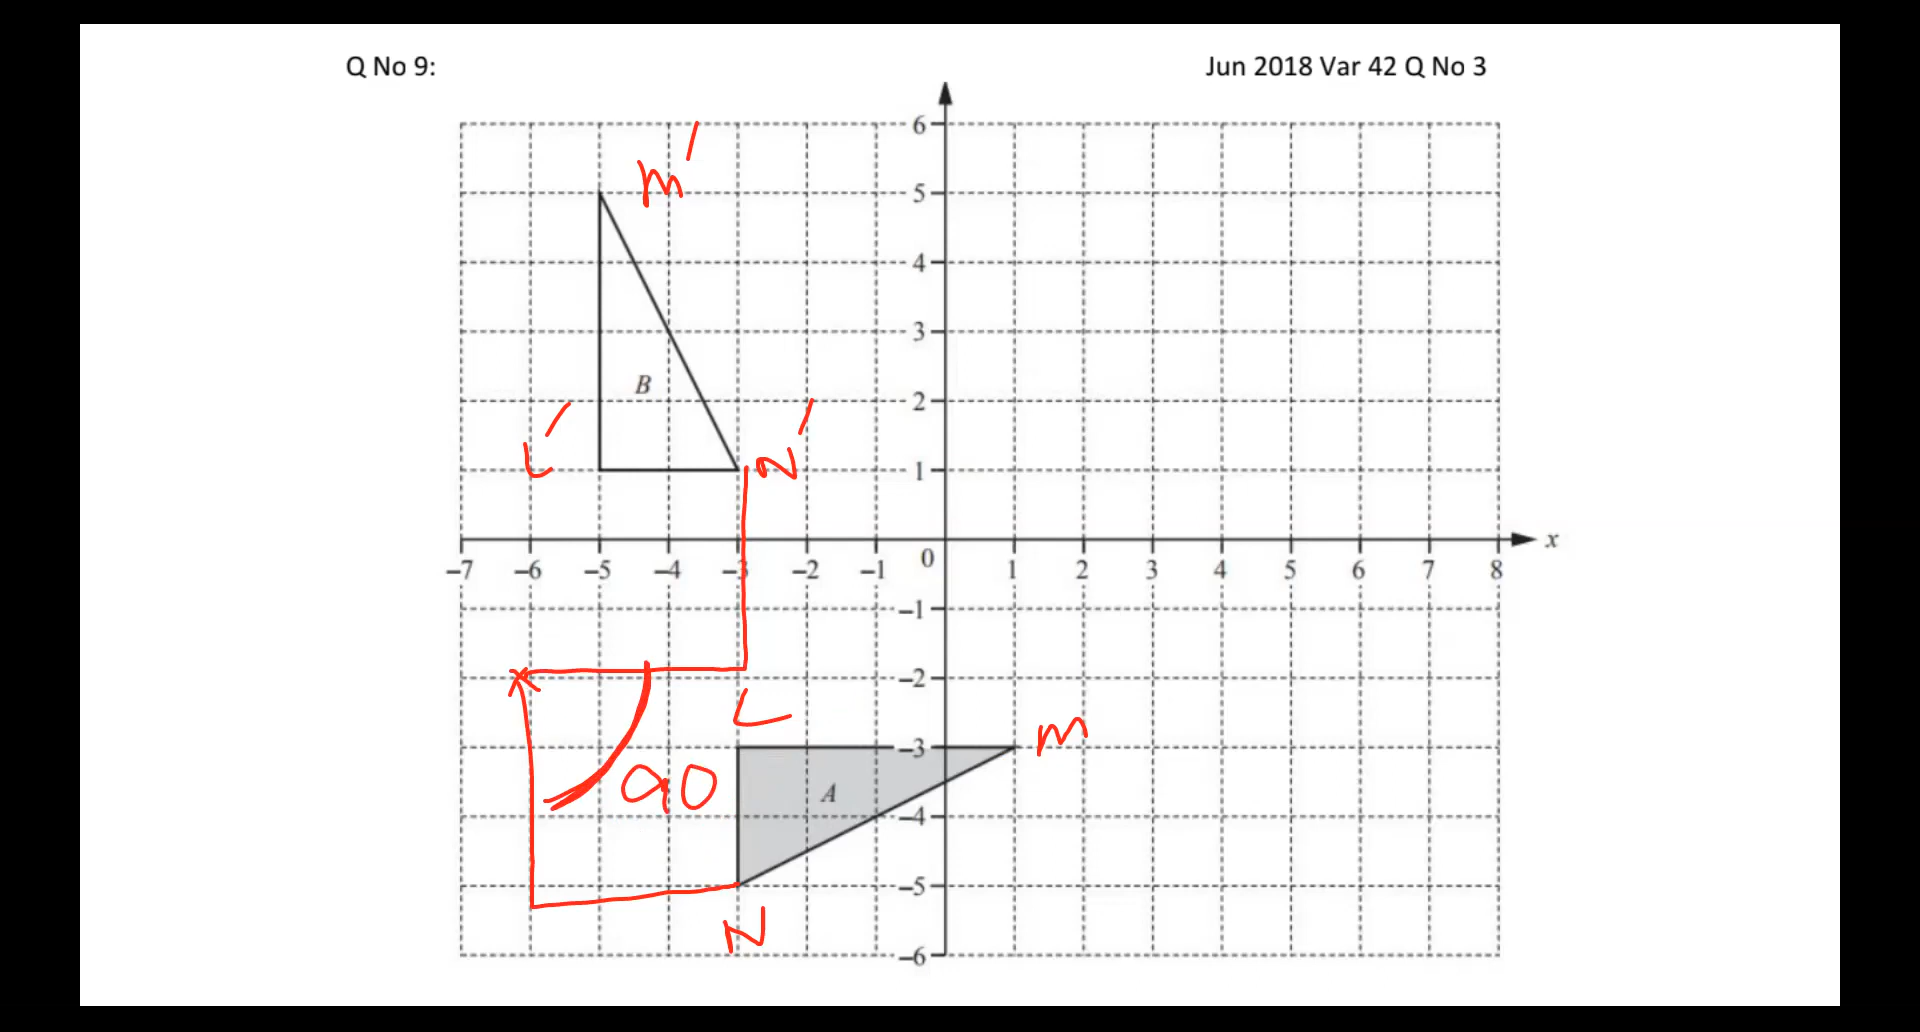 Q No 9:
Jun 2018 Var 42 Q No 3
6
m'
5
4
3
B
2
L'
N'
1
x
0
–7 –6 –5 –4 –3 –2 –1 1 2 3 4 5 6 7 8
–1
–2
L
m
–3
90
A
–4
–5
N
–6